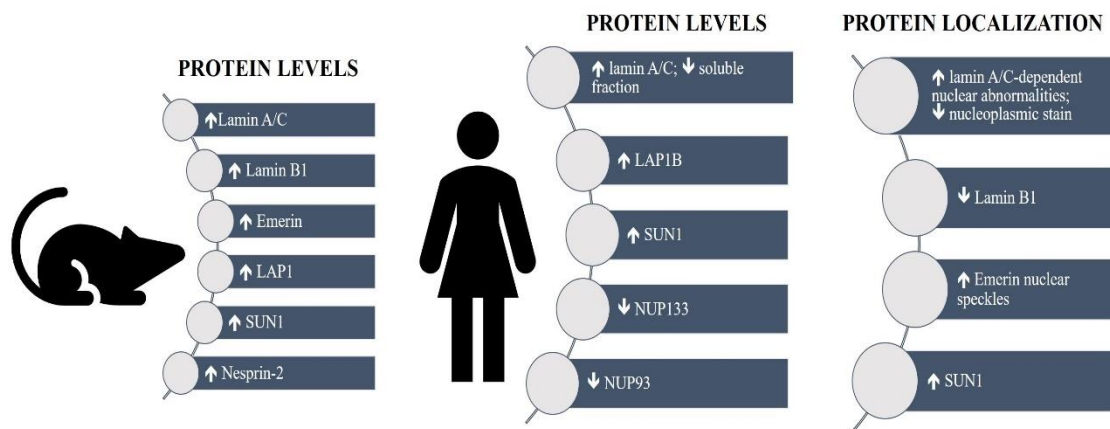 PROTEIN LEVELS
↑Lamin A/C
↑ Lamin B1
↑ Emerin
↑ LAP1
↑ SUN1
↑ Nesprin-2
PROTEIN LEVELS
↑ lamin A/C; ↓ soluble
fraction
↑ LAP1B
↑ SUN1
↓ NUP133
↓ NUP93
PROTEIN LOCALIZATION
↑ lamin A/C-dependent
nuclear abnormalities;
↓ nucleoplasmic stain
↓ Lamin B1
↑ Emerin nuclear
speckles
↑ SUN1